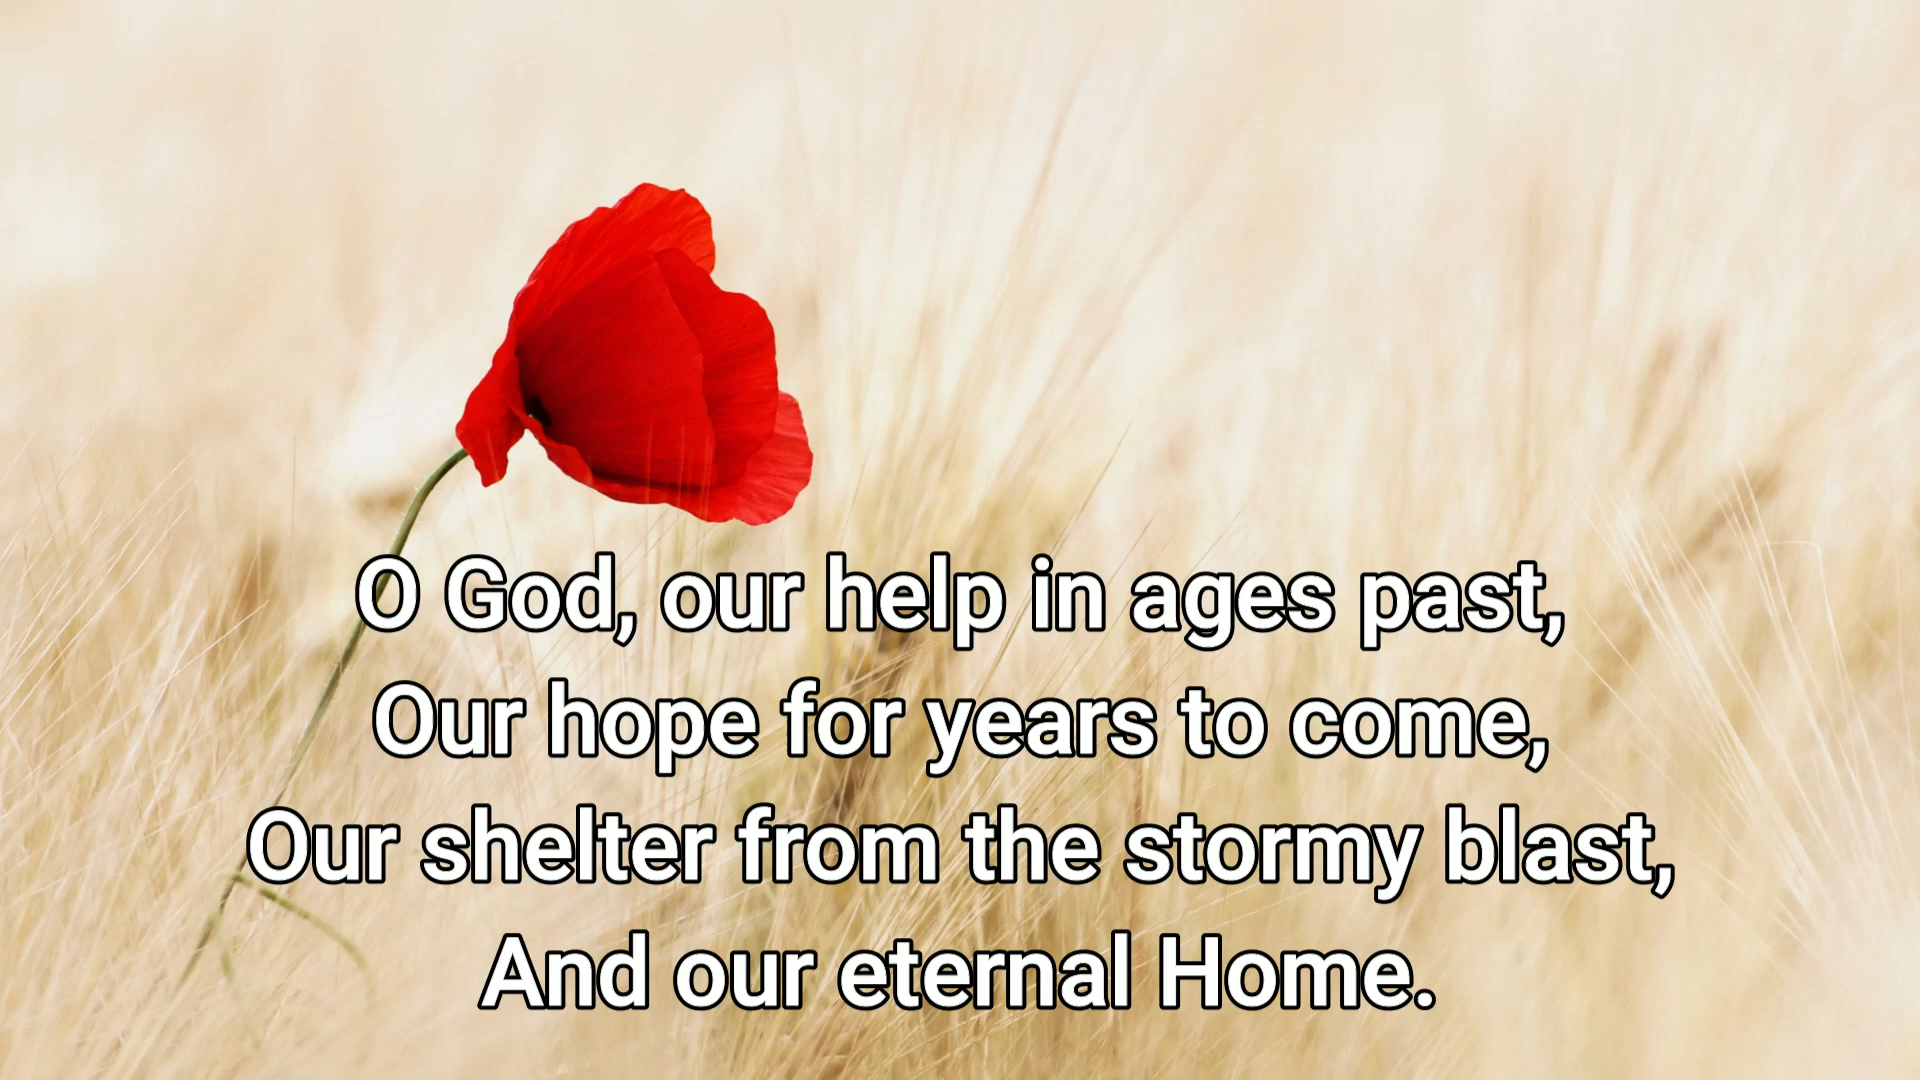 O God, our help in ages past,
Our hope for years to come,
Our shelter from the stormy blast,
And our eternal Home.